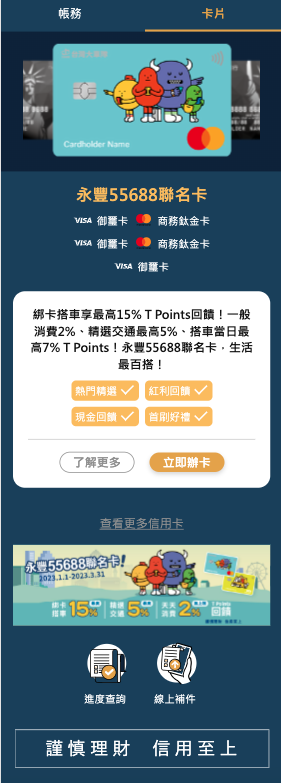 帳務
卡片
Cardholder Name
永豐55688聯名卡
VISA 御璽卡 商務鈦金卡
VISA 御璽卡 商務鈦金卡
VISA 御璽卡
綁卡搭車享最高15% T Points回饋！一般
消費2%、精選交通最高5%、搭車當日最
高7% T Points！永豐55688聯名卡，生活
最百搭！
熱門精選
紅利回饋
現金回饋
首刷好禮
了解更多
立即辦卡
查看更多信用卡
永豐55688聯名卡!
2023.1.1-2023.3.31
綁卡搭車 15% 精選交通 5% 天天消費 2% T Points 回饋
進度查詢
線上補件
謹慎理財 信用至上